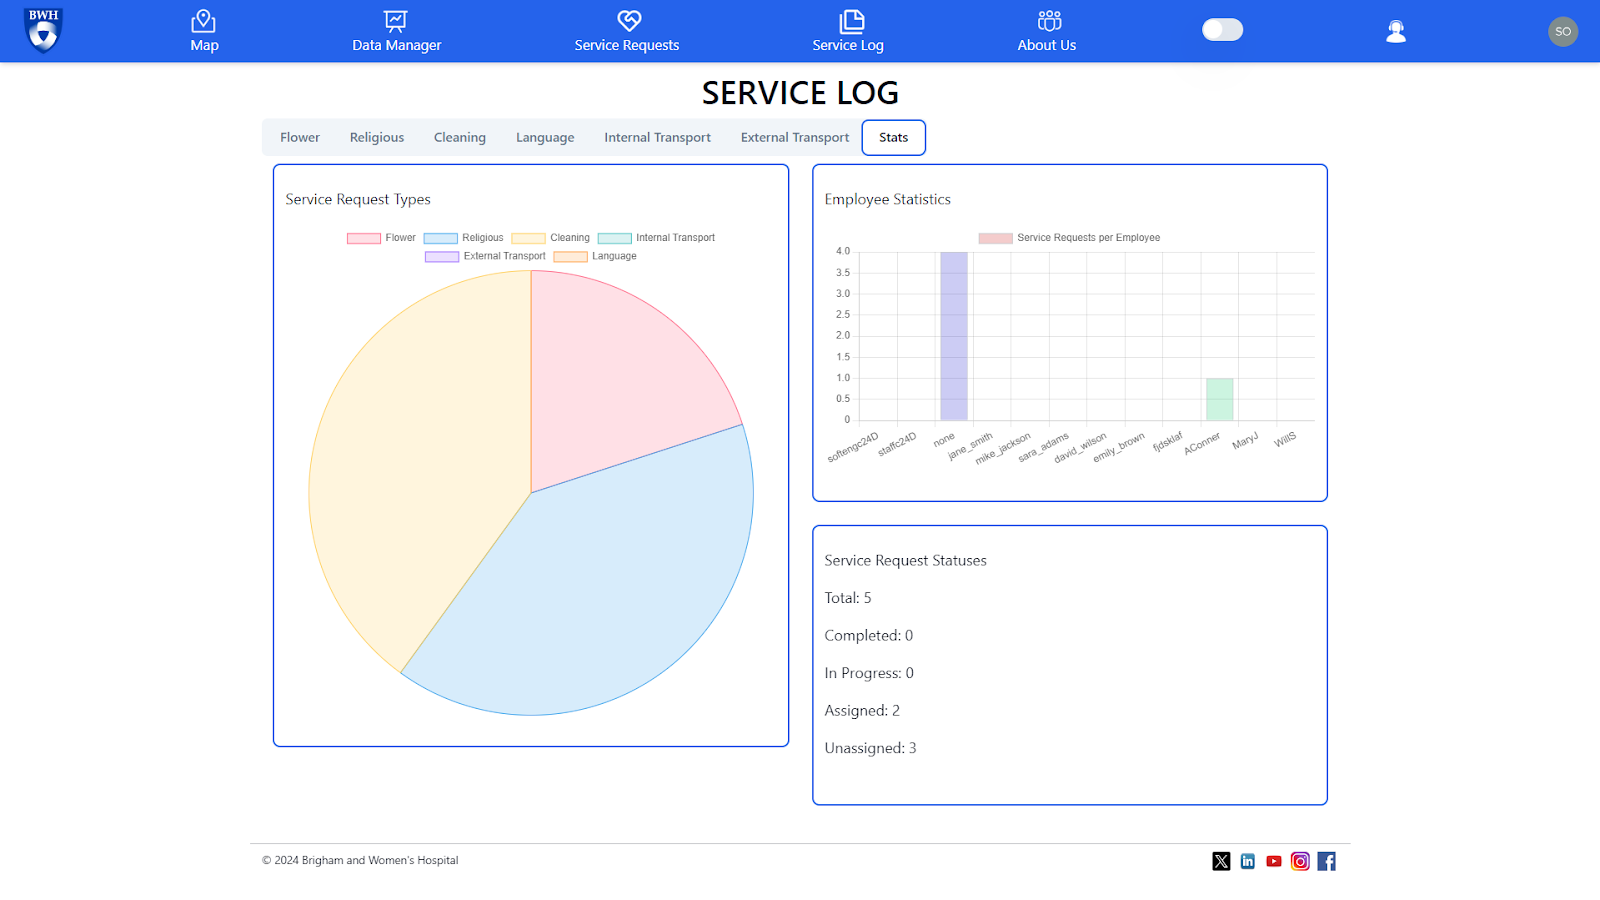 BWH
Map
Data Manager
Service Requests
Service Log
About Us
SO
SERVICE LOG
Flower
Religious
Cleaning
Language
Internal Transport
External Transport
Stats
Service Request Types
Flower
Religious
Cleaning
Internal Transport
External Transport
Language
Employee Statistics
Service Requests per Employee
4.0
3.5
3.0
2.5
2.0
1.5
1.0
0.5
0
softengc24D
staffc24D
none
jane_smith
mike_jackson
sara_adams
david_wilson
emily_brown
fjdsklaf
AConner
MaryJ
WillS
Service Request Statuses
Total: 5
Completed: 0
In Progress: 0
Assigned: 2
Unassigned: 3
© 2024 Brigham and Women's Hospital